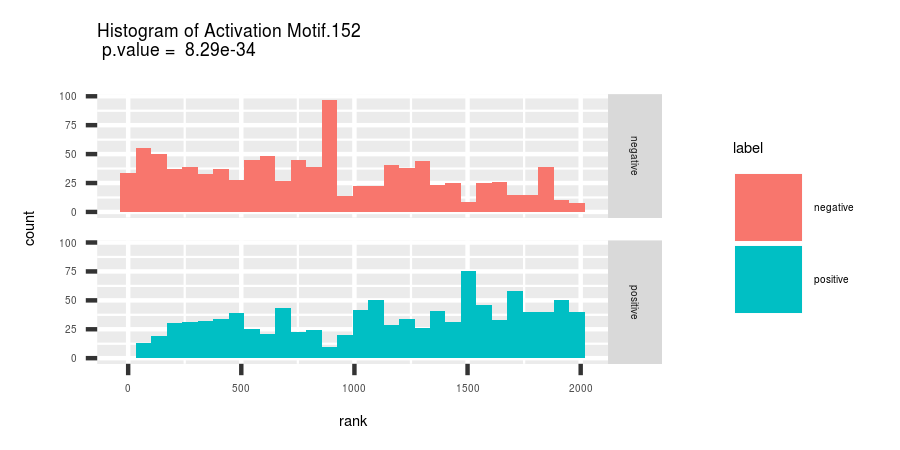 Histogram of Activation Motif.152
p.value = 8.29e-34
count
100
75
50
25
0
negative
100
75
50
25
0
positive
0 500 1000 1500 2000
rank
label
negative
positive